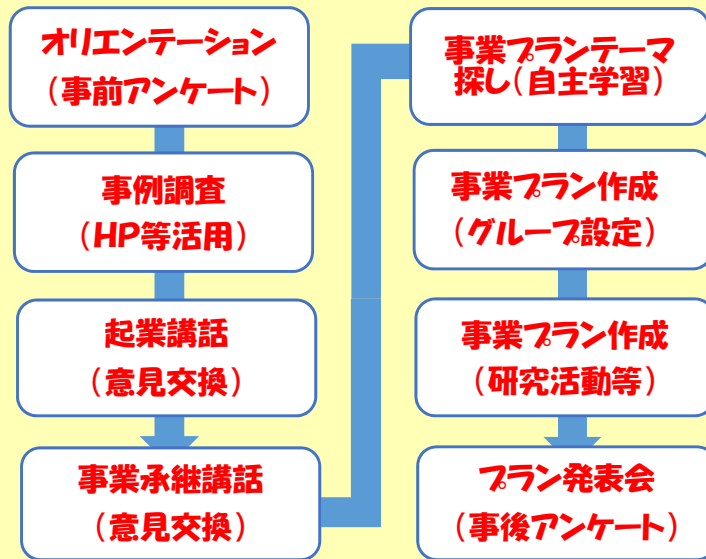 オリエンテーション
（事前アンケート）
事例調査
（HP等活用）
起業講話
（意見交換）
事業承継講話
（意見交換）
事業プランテーマ
探し（自主学習）
事業プラン作成
（グループ設定）
事業プラン作成
（研究活動等）
プラン発表会
（事後アンケート）